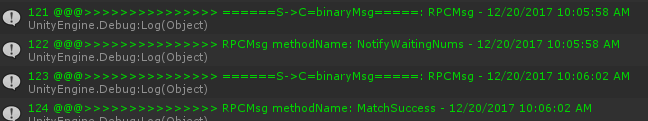 121 @@@>>>>>>>>>>>>>>>> ======S->C=binaryMsg=====: RPCMsg - 12/20/2017 10:05:58 AM
UnityEngine.Debug:Log(Object)
122 @@@>>>>>>>>>>>>>>>> RPCMsg methodName: NotifyWaitingNums - 12/20/2017 10:05:58 AM
UnityEngine.Debug:Log(Object)
123 @@@>>>>>>>>>>>>>>>> ======S->C=binaryMsg=====: RPCMsg - 12/20/2017 10:06:02 AM
UnityEngine.Debug:Log(Object)
124 @@@>>>>>>>>>>>>>>>> RPCMsg methodName: MatchSuccess - 12/20/2017 10:06:02 AM
UnityEngine.Debug:Log(Object)